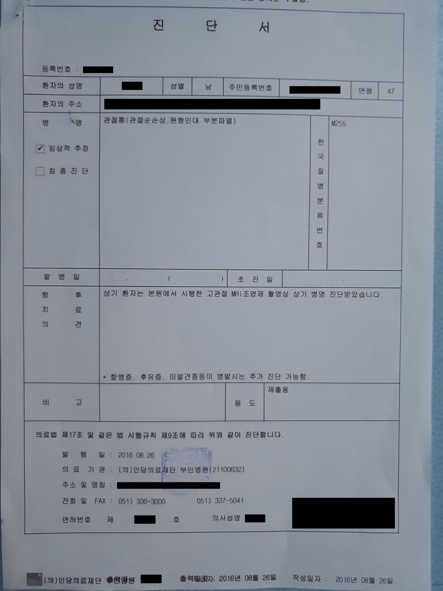 진 단 서
등록번호 :
환자의 성명 성별 남 주민등록번호 연령 47
환자의 주소
병 명 관절통(관절순손상,원형인대 부분파열) 한국질병분류번호 M255
☑ 임상적 추정
☐ 최종 진단
발 병 일 . . ( ) 초 진 일 . .
향 후 치 료 의 견 상기 환자는 본원에서 시행한 고관절 MRI조영제 촬영상 상기 병명 진단받았습니다
* 합병증, 후유증, 미발견증등이 병발시는 추가 진단 가능함.
비 고 용 도 제출용
의료법 제17조 및 같은 법 시행규칙 제9조에 따라 위와 같이 진단합니다.
발 행 일 : 2016.08.26
의 료 기 관 : (의)인당의료재단 부민병원(21100632)
주소 및 명칭 :
전화 및 FAX : 051) 330-3000 051) 337-5041
면허번호 제 호 의사성명
(의)인당의료재단 부민병원 2016년 08월 26일 작성일자 : 2016년 08월 26일